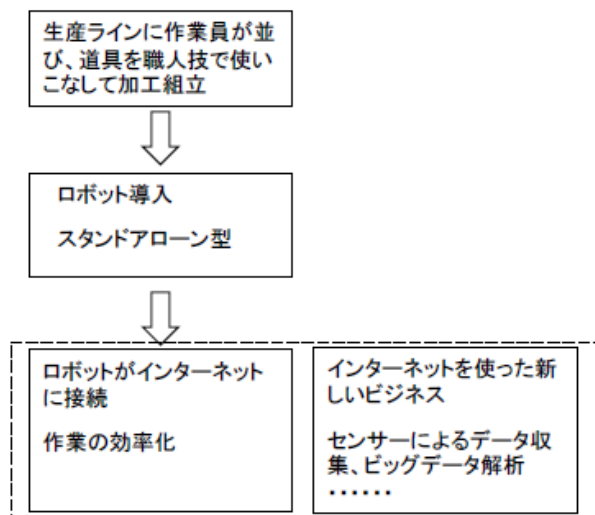 生産ラインに作業員が並
び、道具を職人技で使い
こなして加工組立
ロボット導入
スタンドアローン型
ロボットがインターネット
に接続
作業の効率化
インターネットを使った新
しいビジネス
センサーによるデータ収
集、ビッグデータ解析
・・・・・・